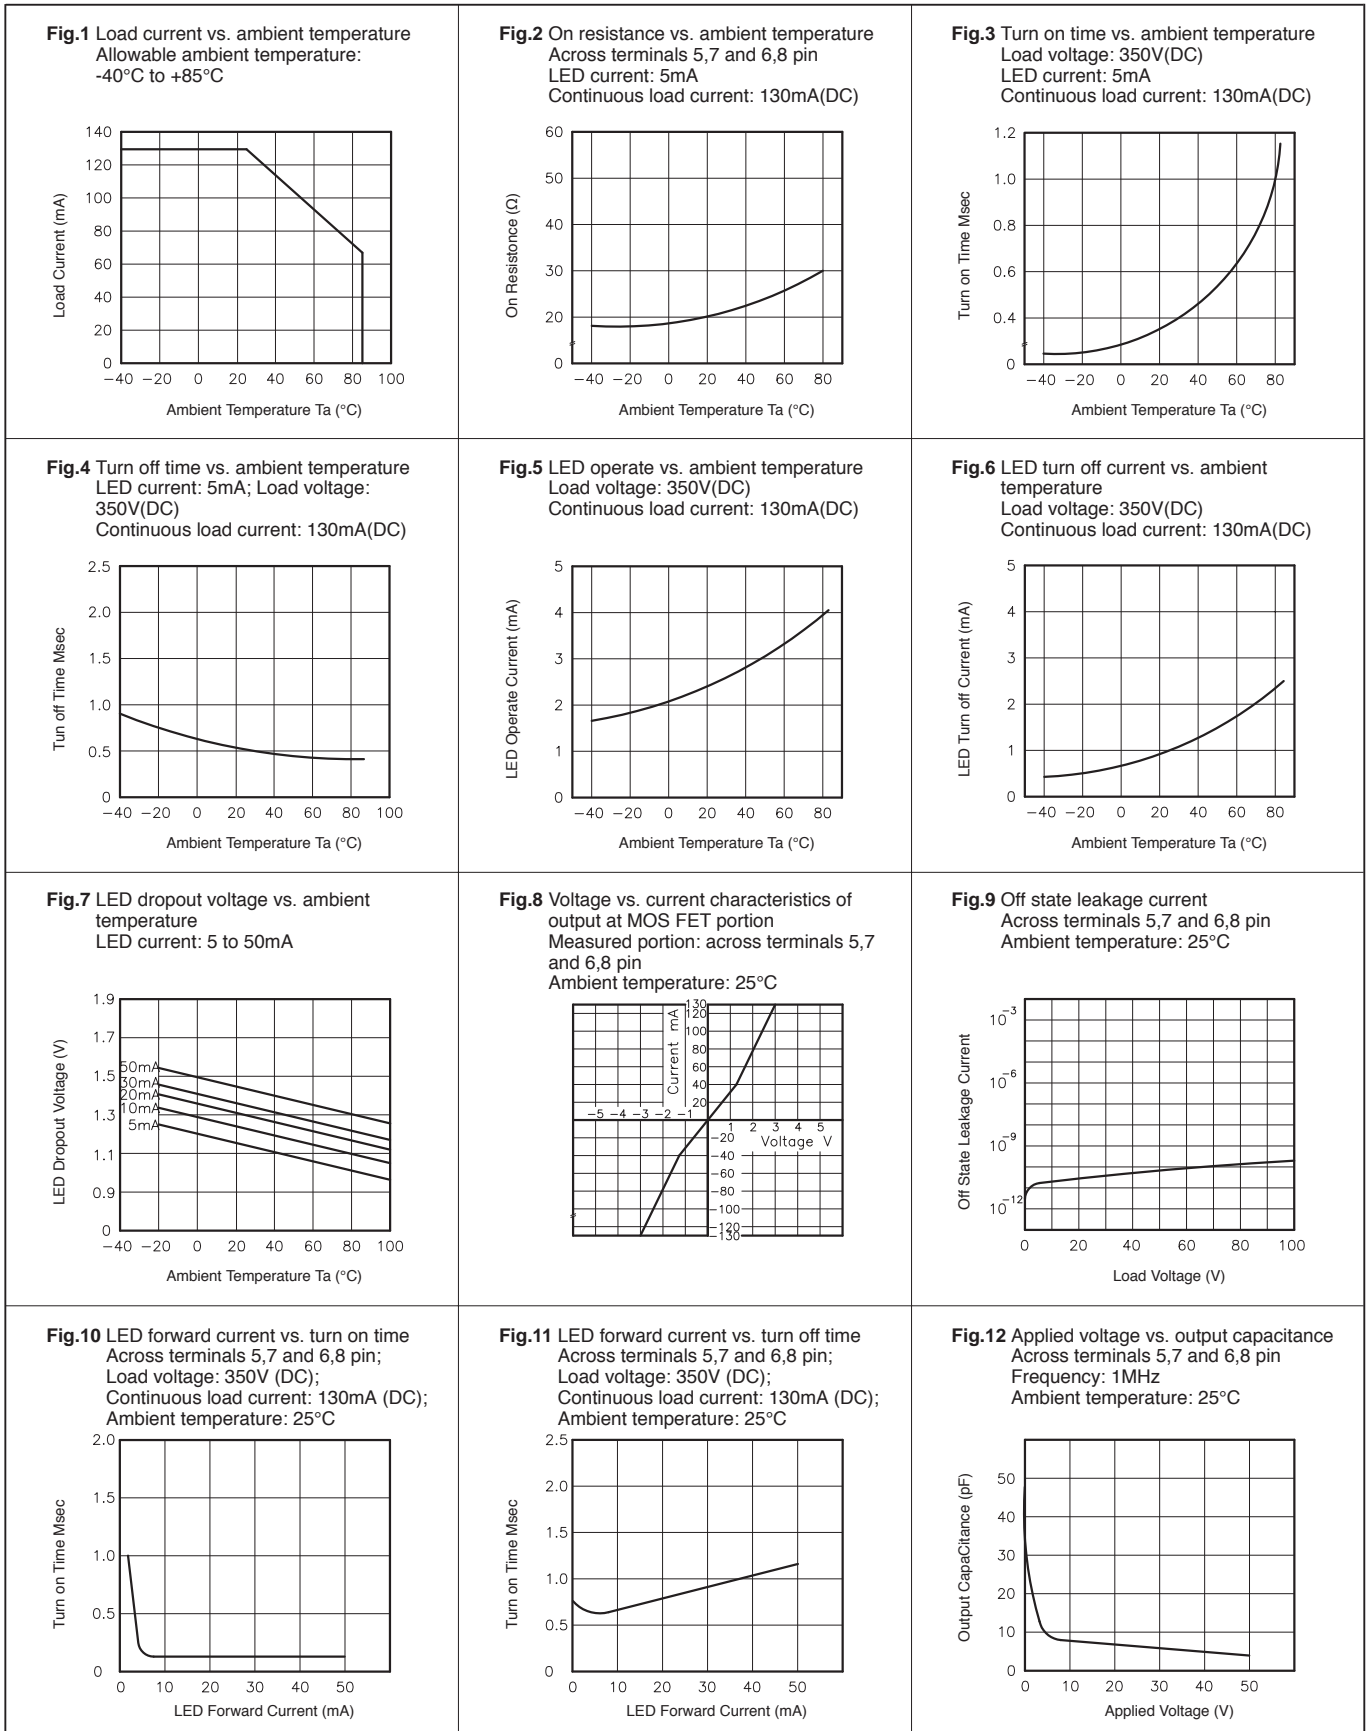 Fig.1 Load current vs. ambient temperature
Allowable ambient temperature:
-40°C to +85°C
140
120
100
80
60
40
20
0
Load Current (mA)
−40 −20 0 20 40 60 80 100
Ambient Temperature Ta (°C)
Fig.2 On resistance vs. ambient temperature
Across terminals 5,7 and 6,8 pin
LED current: 5mA
Continuous load current: 130mA(DC)
60
50
40
30
20
0
On Resistonce (Ω)
−40 −20 0 20 40 60 80
Ambient Temperature Ta (°C)
Fig.3 Turn on time vs. ambient temperature
Load voltage: 350V(DC)
LED current: 5mA
Continuous load current: 130mA(DC)
1.2
1.0
0.8
0.6
0.4
0
Turn on Time Msec
−40 −20 0 20 40 60 80
Ambient Temperature Ta (°C)
Fig.4 Turn off time vs. ambient temperature
LED current: 5mA; Load voltage:
350V(DC)
Continuous load current: 130mA(DC)
2.5
2.0
1.5
1.0
0.5
0
Tun off Time Msec
−40 −20 0 20 40 60 80 100
Ambient Temperature Ta (°C)
Fig.5 LED operate vs. ambient temperature
Load voltage: 350V(DC)
Continuous load current: 130mA(DC)
5
4
3
2
1
0
LED Operate Current (mA)
−40 −20 0 20 40 60 80
Ambient Temperature Ta (°C)
Fig.6 LED turn off current vs. ambient
temperature
Load voltage: 350V(DC)
Continuous load current: 130mA(DC)
5
4
3
2
1
0
LED Turn off Current (mA)
−40 −20 0 20 40 60 80
Ambient Temperature Ta (°C)
Fig.7 LED dropout voltage vs. ambient
temperature
LED current: 5 to 50mA
1.9
1.7
1.5
1.3
1.1
0.9
0
LED Dropout Voltage (V)
50mA
30mA
20mA
10mA
5mA
−40 −20 0 20 40 60 80 100
Ambient Temperature Ta (°C)
Fig.8 Voltage vs. current characteristics of
output at MOS FET portion
Measured portion: across terminals 5,7
and 6,8 pin
Ambient temperature: 25°C
130
120
100
80
60
40
20
Current mA
−5 −4 −3 −2 −1
1 2 3 4 5
Voltage V
−20
−40
−60
−80
−100
−120
−130
Fig.9 Off state leakage current
Across terminals 5,7 and 6,8 pin
Ambient temperature: 25°C
10−3
10−6
10−9
10−12
Off State Leakage Current
0 20 40 60 80 100
Load Voltage (V)
Fig.10 LED forward current vs. turn on time
Across terminals 5,7 and 6,8 pin;
Load voltage: 350V (DC);
Continuous load current: 130mA (DC);
Ambient temperature: 25°C
2.0
1.5
1.0
0.5
0
Turn on Time Msec
0 10 20 30 40 50
LED Forward Current (mA)
Fig.11 LED forward current vs. turn off time
Across terminals 5,7 and 6,8 pin;
Load voltage: 350V (DC);
Continuous load current: 130mA (DC);
Ambient temperature: 25°C
2.5
2.0
1.5
1.0
0.5
0
Turn on Time Msec
0 10 20 30 40 50
LED Forward Current (mA)
Fig.12 Applied voltage vs. output capacitance
Across terminals 5,7 and 6,8 pin
Frequency: 1MHz
Ambient temperature: 25°C
50
40
30
20
10
0
Output CapaCitance (pF)
0 10 20 30 40 50
Applied Voltage (V)